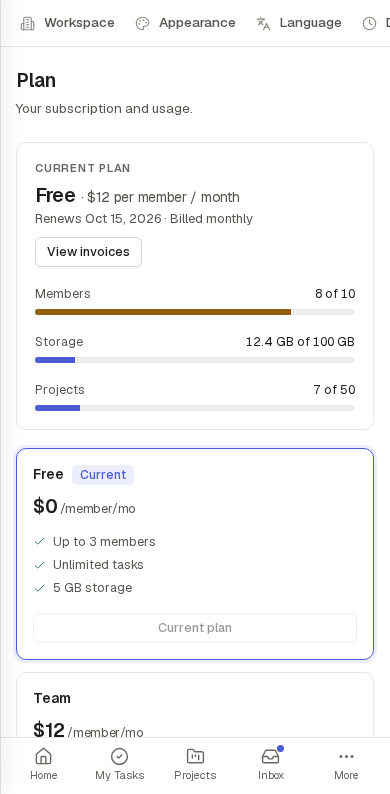 Workspace Appearance Language
Plan
Your subscription and usage.
CURRENT PLAN
Free · $12 per member / month
Renews Oct 15, 2026 · Billed monthly
View invoices
Members 8 of 10
Storage 12.4 GB of 100 GB
Projects 7 of 50
Free Current
$0 /member/mo
Up to 3 members
Unlimited tasks
5 GB storage
Current plan
Team
$12 /member/mo
Home My Tasks Projects Inbox More